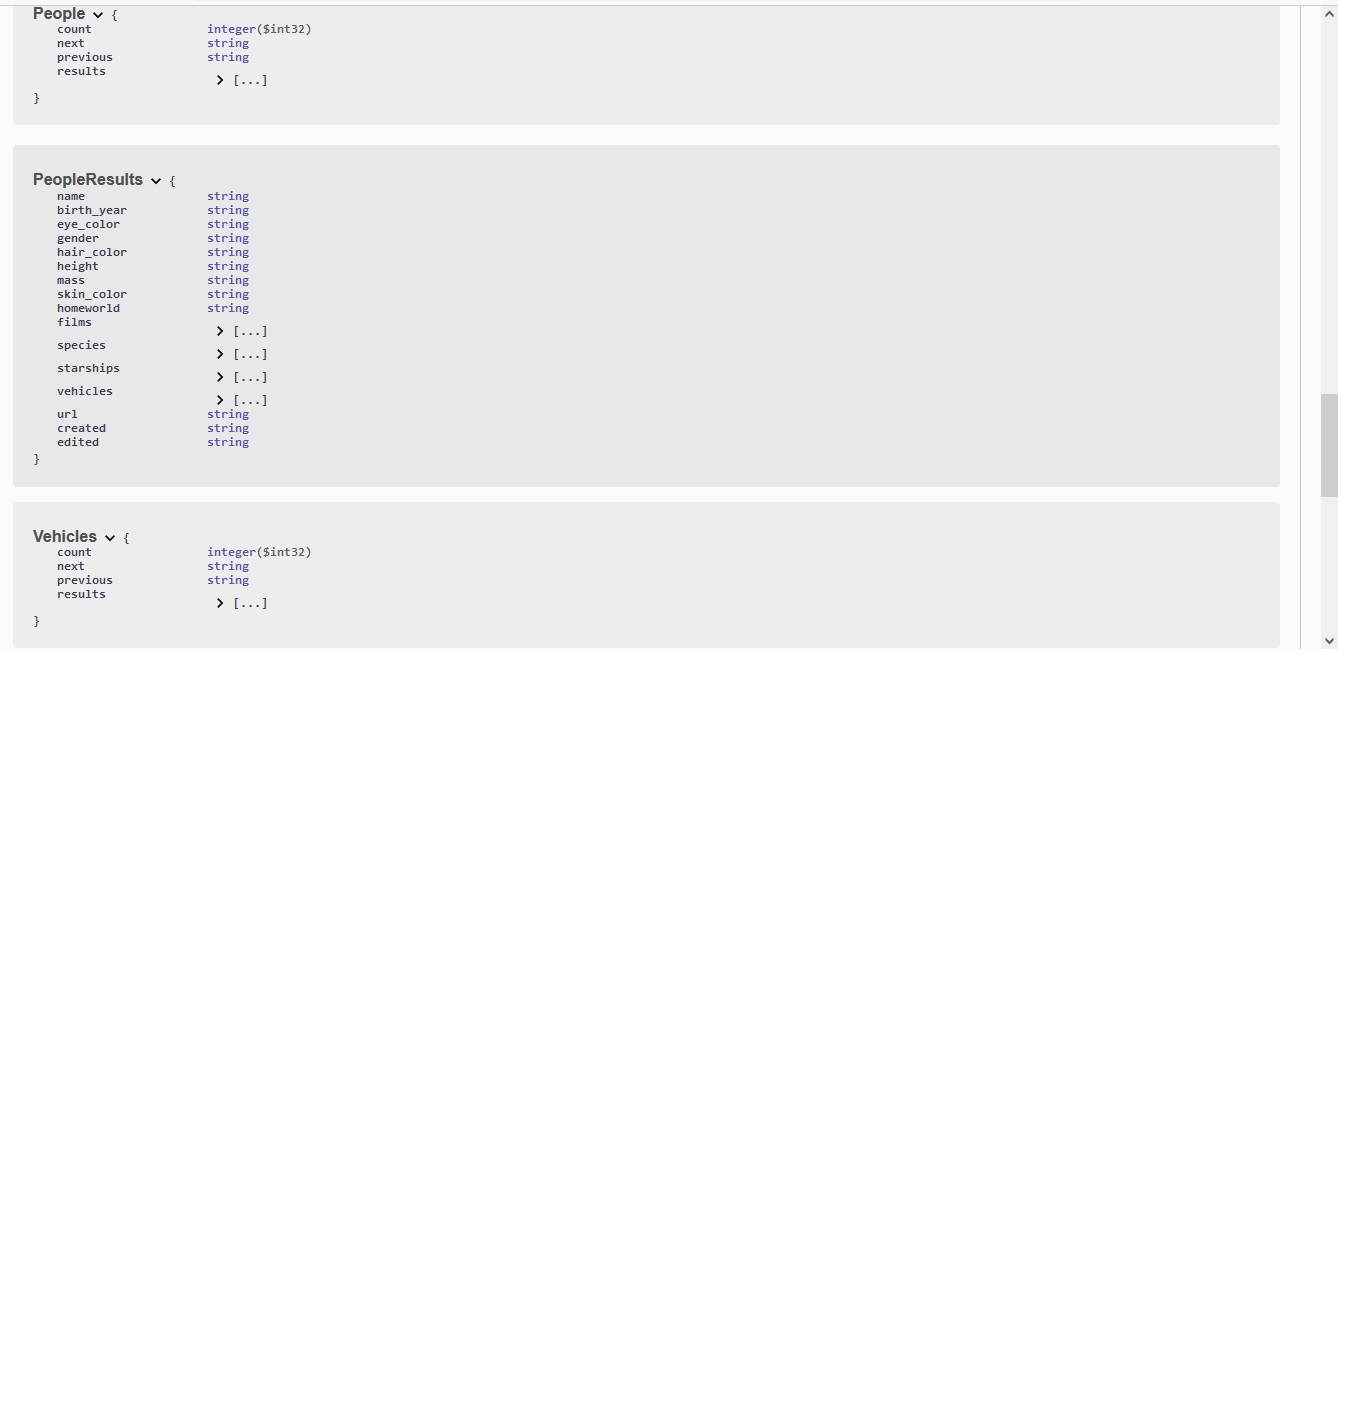 People {
count integer($int32)
next string
previous string
results [...]
}
PeopleResults {
name string
birth_year string
eye_color string
gender string
hair_color string
height string
mass string
skin_color string
homeworld string
films [...]
species [...]
starships [...]
vehicles [...]
url string
created string
edited string
}
Vehicles {
count integer($int32)
next string
previous string
results [...]
}